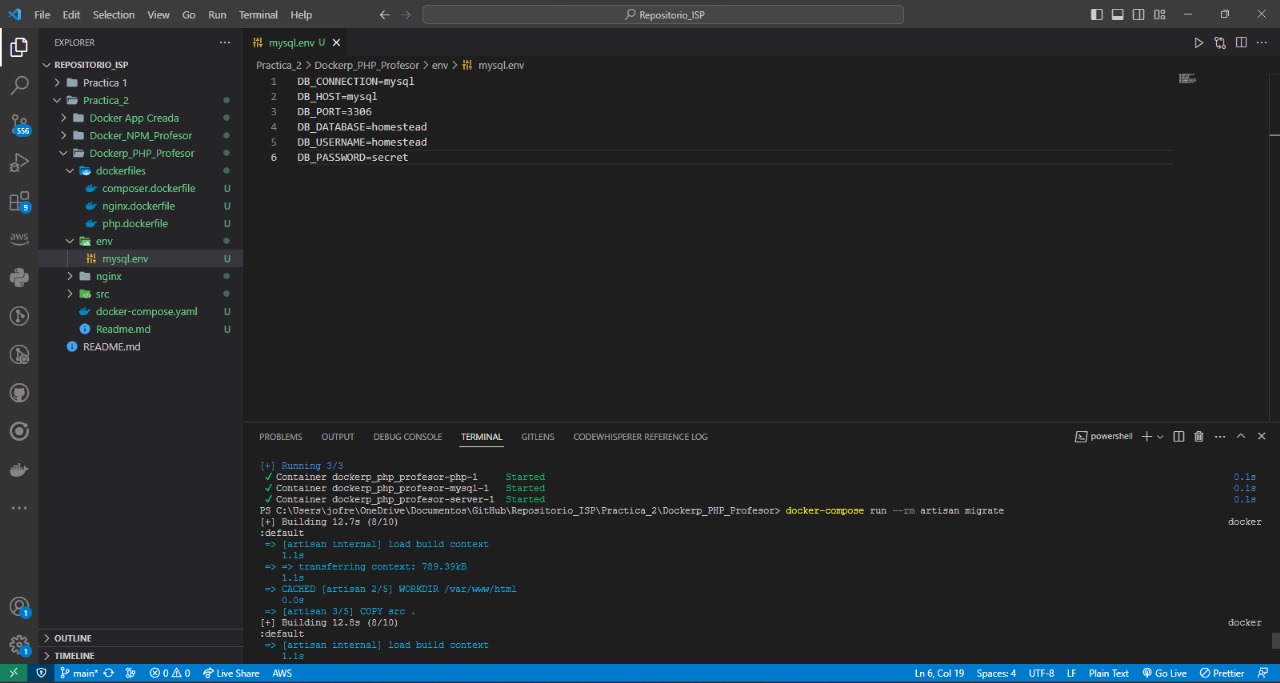 File Edit Selection View Go Run Terminal Help
Repositorio_ISP
EXPLORER
mysql.env U
REPOSITORIO_ISP
Practica_2 > Dockerp_PHP_Profesor > env > mysql.env
Practica 1
Practica_2
Docker App Creada
Docker_NPM_Profesor
Dockerp_PHP_Profesor
dockerfiles
composer.dockerfile U
nginx.dockerfile U
php.dockerfile U
env
mysql.env U
nginx
src
docker-compose.yaml U
Readme.md U
README.md
OUTLINE
TIMELINE
556
9
aws
1
1
1 DB_CONNECTION=mysql
2 DB_HOST=mysql
3 DB_PORT=3306
4 DB_DATABASE=homestead
5 DB_USERNAME=homestead
6 DB_PASSWORD=secret
PROBLEMS OUTPUT DEBUG CONSOLE TERMINAL GITLENS CODEWHISPERER REFERENCE LOG
powershell
[+] Running 3/3
✓ Container dockerp_php_profesor-php-1 Started 0.1s
✓ Container dockerp_php_profesor-mysql-1 Started 0.1s
✓ Container dockerp_php_profesor-server-1 Started 0.1s
PS C:\Users\jofre\OneDrive\Documentos\GitHub\Repositorio_ISP\Practica_2\Dockerp_PHP_Profesor> docker-compose run --rm artisan migrate
[+] Building 12.7s (8/10) docker
:default
=> [artisan internal] load build context
1.1s
=> => transferring context: 789.39kB
1.1s
=> CACHED [artisan 2/5] WORKDIR /var/www/html
0.0s
=> [artisan 3/5] COPY src .
[+] Building 12.8s (8/10) docker
:default
=> [artisan internal] load build context
1.1s
main* 0 0 Live Share AWS Ln 6, Col 19 Spaces: 4 UTF-8 LF Plain Text Go Live Prettier